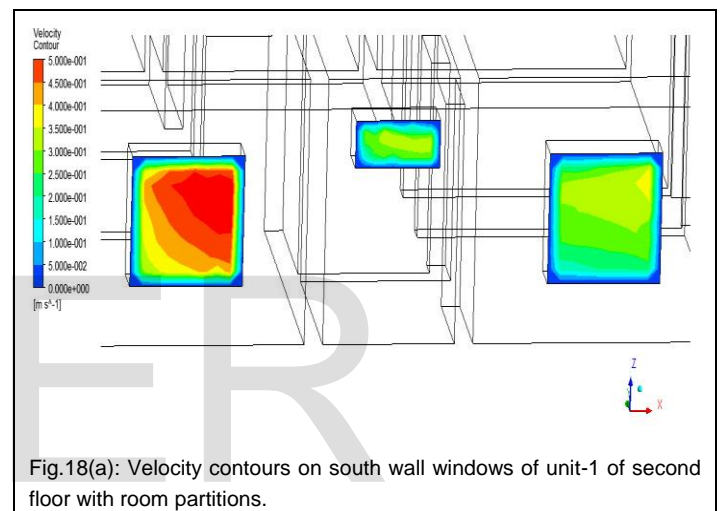 Velocity
Contour
5.000e-001
4.500e-001
4.000e-001
3.500e-001
3.000e-001
2.500e-001
2.000e-001
1.500e-001
1.000e-001
5.000e-002
0.000e+000
[m s^-1]
Z
Y
X
ER
Fig.18(a): Velocity contours on south wall windows of unit-1 of second
floor with room partitions.